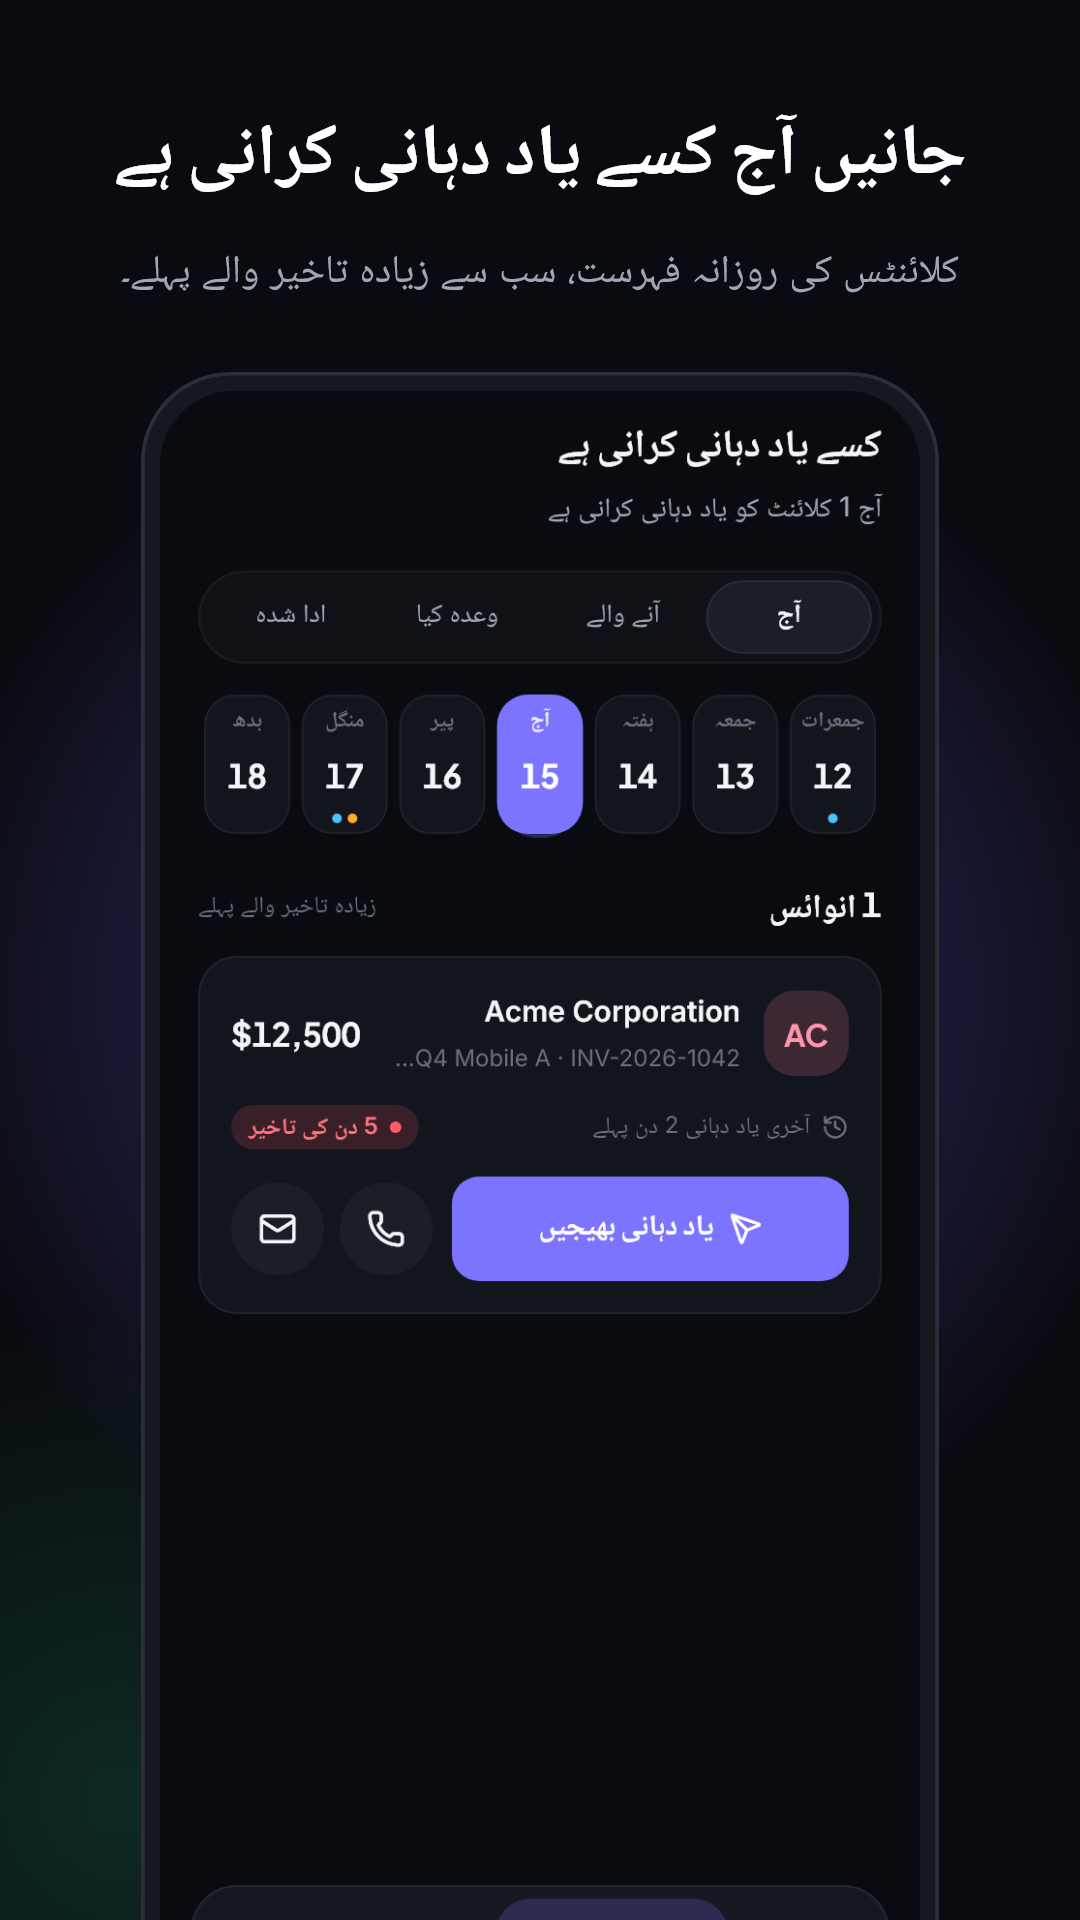 جانیں آج کسے یاد دہانی کرانی ہے
کلائنٹس کی روزانہ فہرست، سب سے زیادہ تاخیر والے پہلے۔
کسے یاد دہانی کرانی ہے
آج 1 کلائنٹ کو یاد دہانی کرانی ہے
آج آنے والے وعدہ کیا ادا شدہ
جمعرات جمعہ ہفتہ آج پیر منگل بدھ
12 13 14 15 16 17 18
1 انوائس زیادہ تاخیر والے پہلے
AC Acme Corporation $12,500
INV-2026-1042 · Q4 Mobile A...
آخری یاد دہانی 2 دن پہلے 5 دن کی تاخیر
یاد دہانی بھیجیں